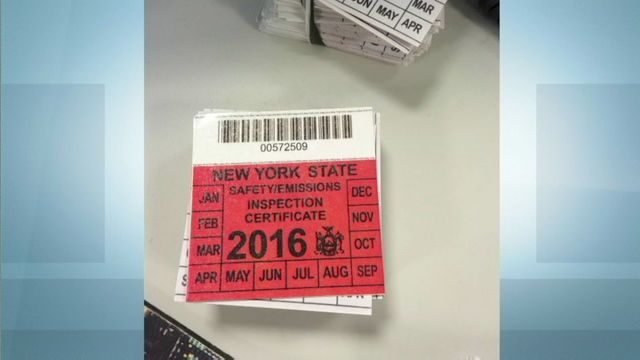 MAR
JUN MAY APR
00572509
NEW YORK STATE
SAFETY/EMISSIONS
INSPECTION
CERTIFICATE
2016
JAN
FEB
MAR
APR MAY JUN JUL AUG SEP
OCT
NOV
DEC